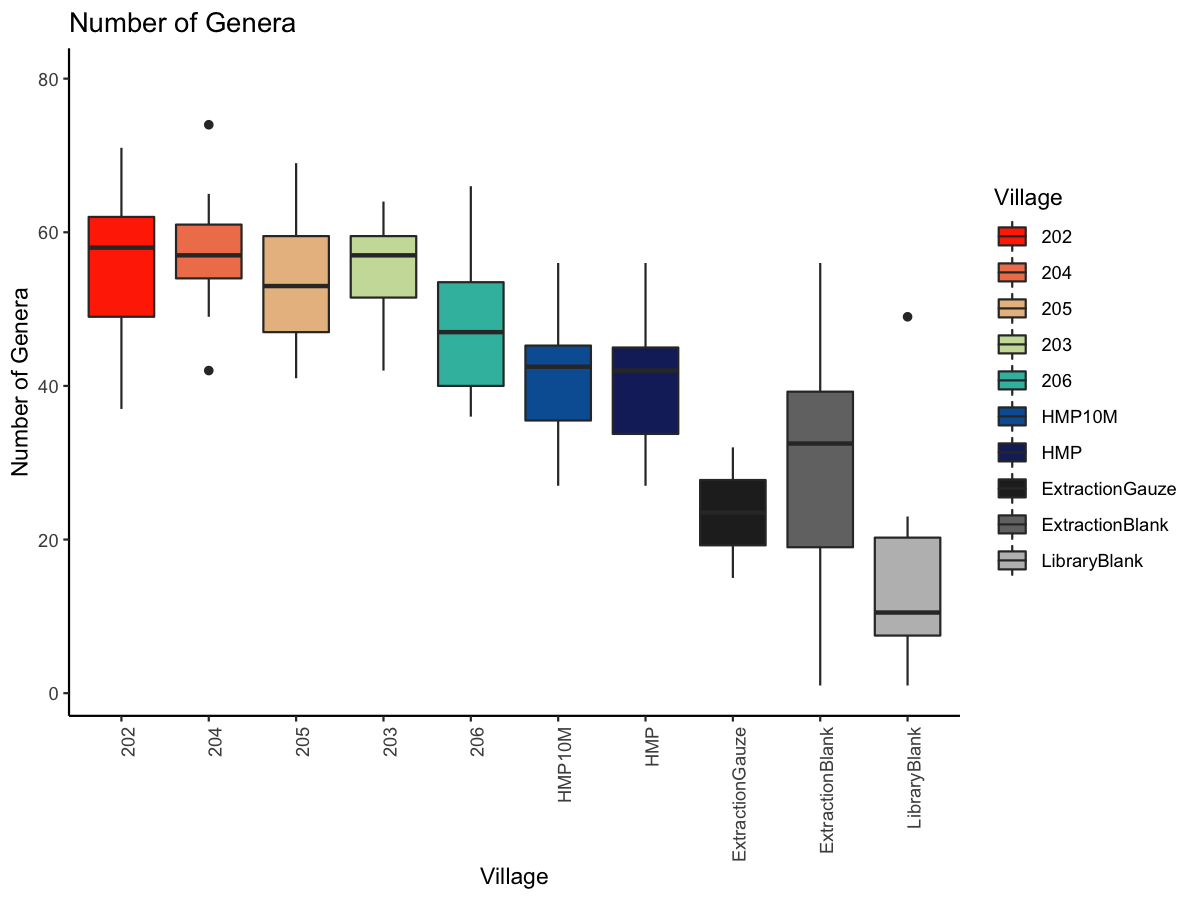 Number of Genera
Number of Genera
80
60
40
20
0
202
204
205
203
206
HMP10M
HMP
ExtractionGauze
ExtractionBlank
LibraryBlank
Village
Village
202
204
205
203
206
HMP10M
HMP
ExtractionGauze
ExtractionBlank
LibraryBlank